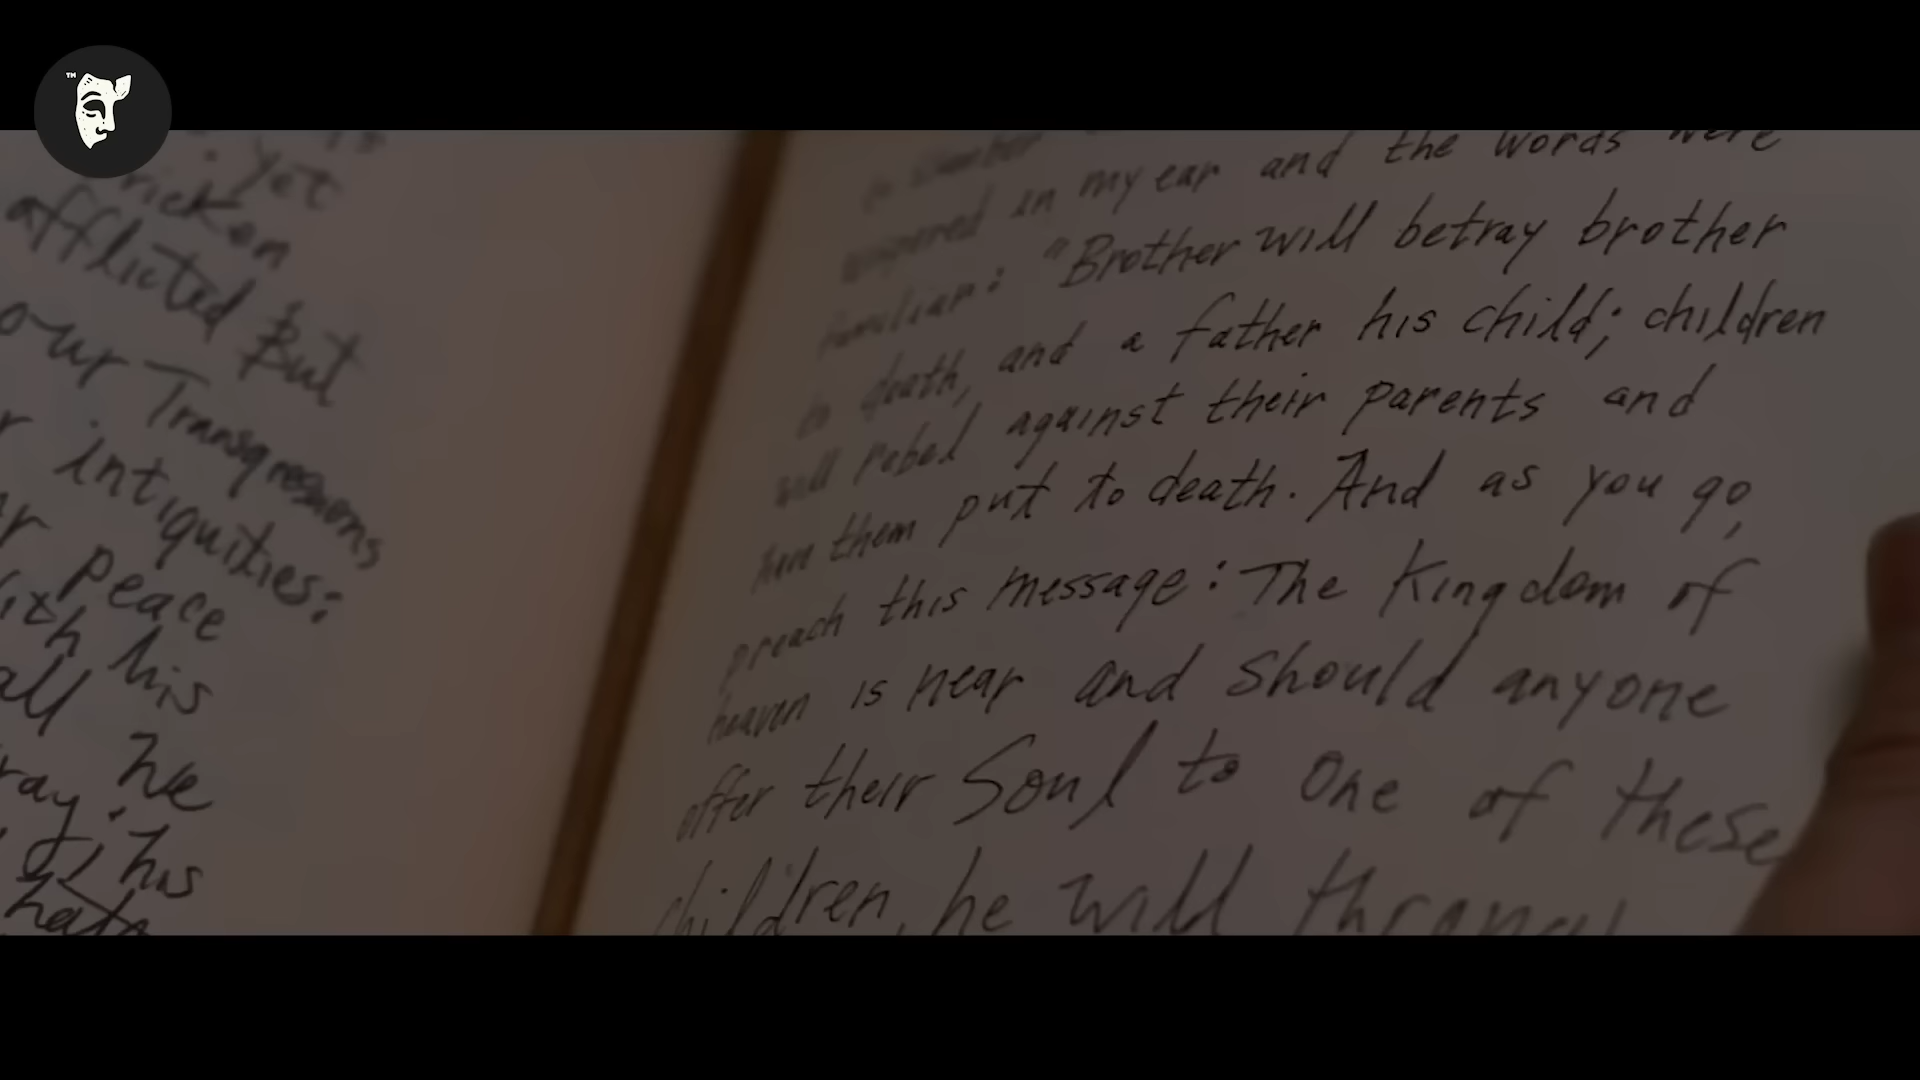 TM
Yet
afflicted But
our Transgressions
intiquities:
peace
his
all
he
his
in my ear and the words were
familiar: "Brother will betray brother
to death, and a father his child; children
will rebel against their parents and
have them put to death. And as you go,
preach this message: The Kingdom of
heaven is near and should anyone
offer their Soul to one of these
children, he will through